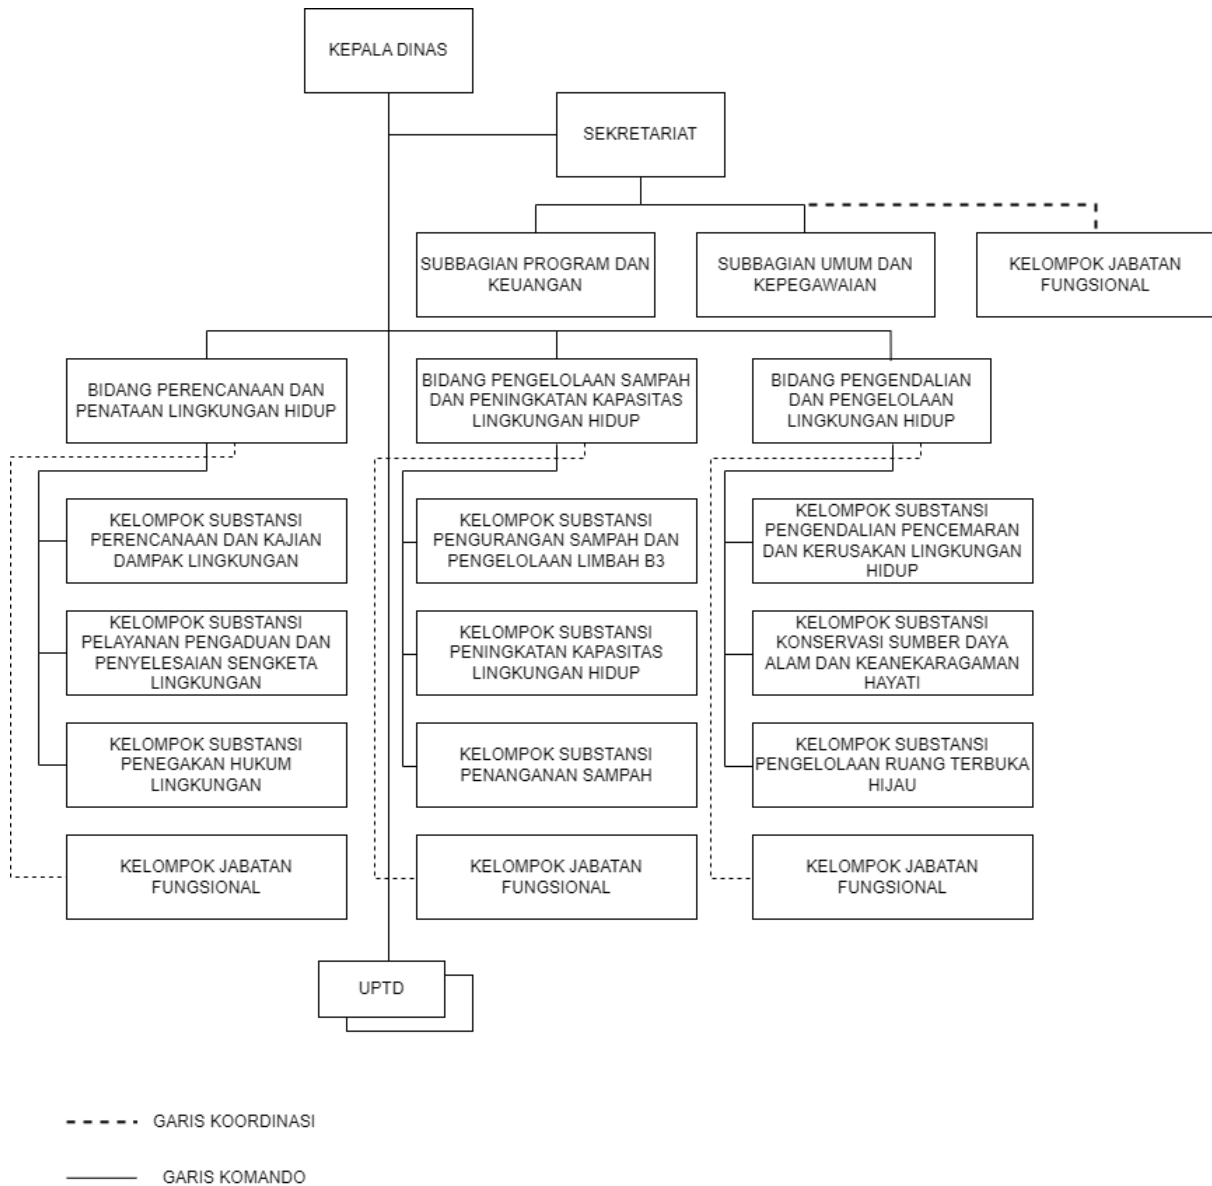 KEPALA DINAS
SEKRETARIAT
SUBBAGIAN PROGRAM DAN
KEUANGAN
SUBBAGIAN UMUM DAN
KEPEGAWAIAN
KELOMPOK JABATAN
FUNGSIONAL
BIDANG PERENCANAAN DAN
PENATAAN LINGKUNGAN HIDUP
BIDANG PENGELOLAAN SAMPAH
DAN PENINGKATAN KAPASITAS
LINGKUNGAN HIDUP
BIDANG PENGENDALIAN
DAN PENGELOLAAN
LINGKUNGAN HIDUP
KELOMPOK SUBSTANSI
PERENCANAAN DAN KAJIAN
DAMPAK LINGKUNGAN
KELOMPOK SUBSTANSI
PENGURANGAN SAMPAH DAN
PENGELOLAAN LIMBAH B3
KELOMPOK SUBSTANSI
PENGENDALIAN PENCEMARAN
DAN KERUSAKAN LINGKUNGAN
HIDUP
KELOMPOK SUBSTANSI
PELAYANAN PENGADUAN DAN
PENYELESAIAN SENGKETA
LINGKUNGAN
KELOMPOK SUBSTANSI
PENINGKATAN KAPASITAS
LINGKUNGAN HIDUP
KELOMPOK SUBSTANSI
KONSERVASI SUMBER DAYA
ALAM DAN KEANEKARAGAMAN
HAYATI
KELOMPOK SUBSTANSI
PENEGAKAN HUKUM
LINGKUNGAN
KELOMPOK SUBSTANSI
PENANGANAN SAMPAH
KELOMPOK SUBSTANSI
PENGELOLAAN RUANG TERBUKA
HIJAU
KELOMPOK JABATAN
FUNGSIONAL
KELOMPOK JABATAN
FUNGSIONAL
KELOMPOK JABATAN
FUNGSIONAL
UPTD
GARIS KOORDINASI
GARIS KOMANDO